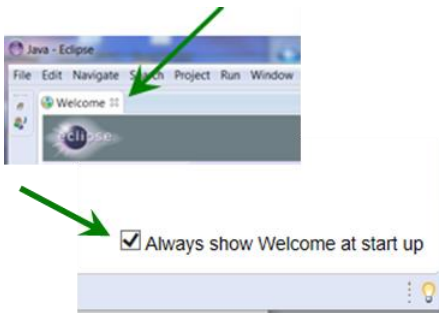 Java - Eclipse
File Edit Navigate Search Project Run Window
Welcome
eclipse
Always show Welcome at start up